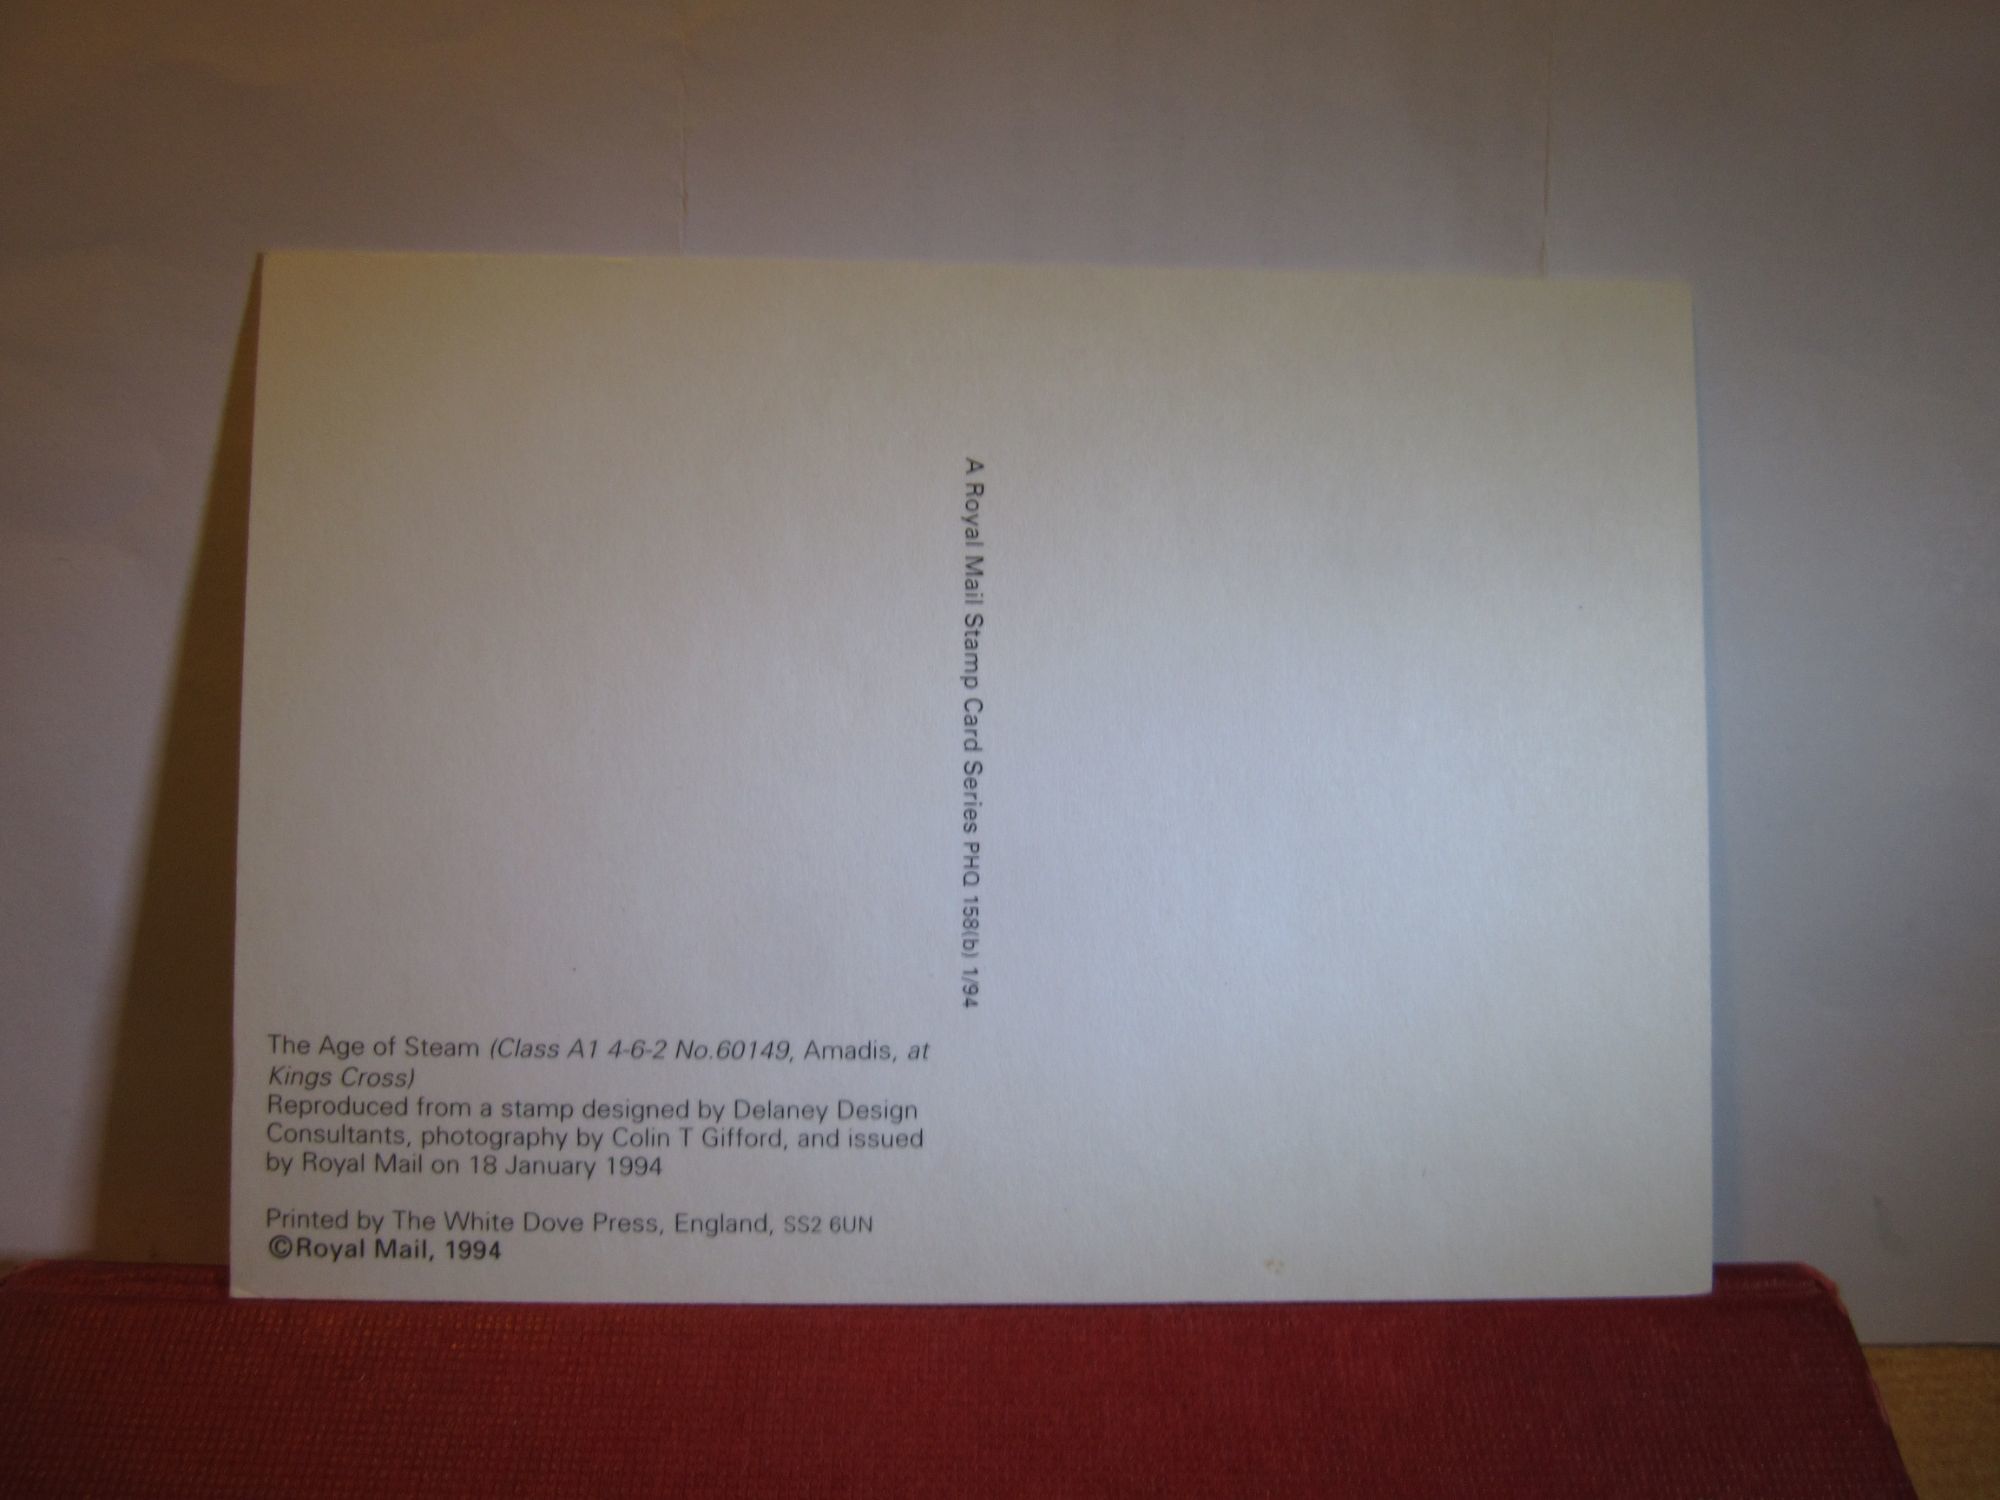 A Royal Mail Stamp Card Series PHQ 158(b) 1/94
The Age of Steam (Class A1 4-6-2 No.60149, Amadis, at
Kings Cross)
Reproduced from a stamp designed by Delaney Design
Consultants, photography by Colin T Gifford, and issued
by Royal Mail on 18 January 1994
Printed by The White Dove Press, England, SS2 6UN
©Royal Mail, 1994